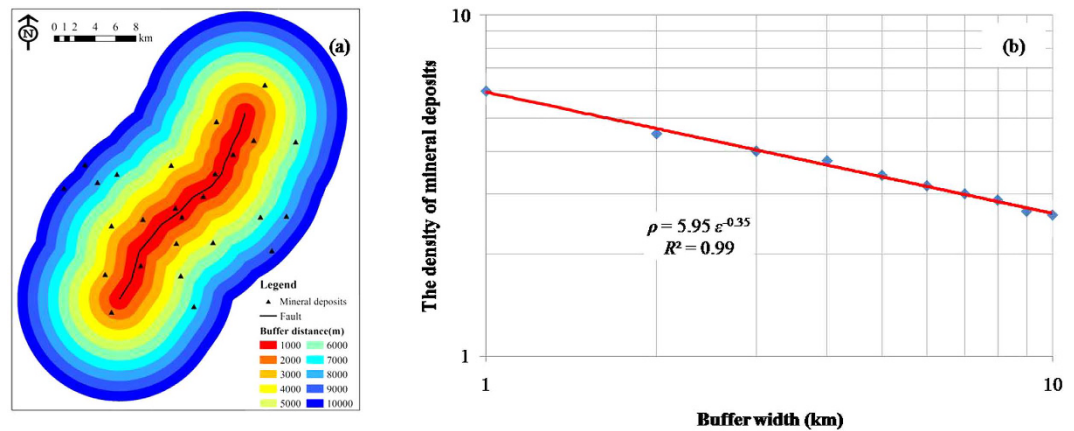 N
0 1 2 4 6 8
km
(a)
Legend
Mineral deposits
Fault
Buffer distance(m)
1000 6000
2000 7000
3000 8000
4000 9000
5000 10000
The density of mineral deposits
10
(b)
ρ = 5.95 ε^-0.35
R² = 0.99
1
1 10
Buffer width (km)